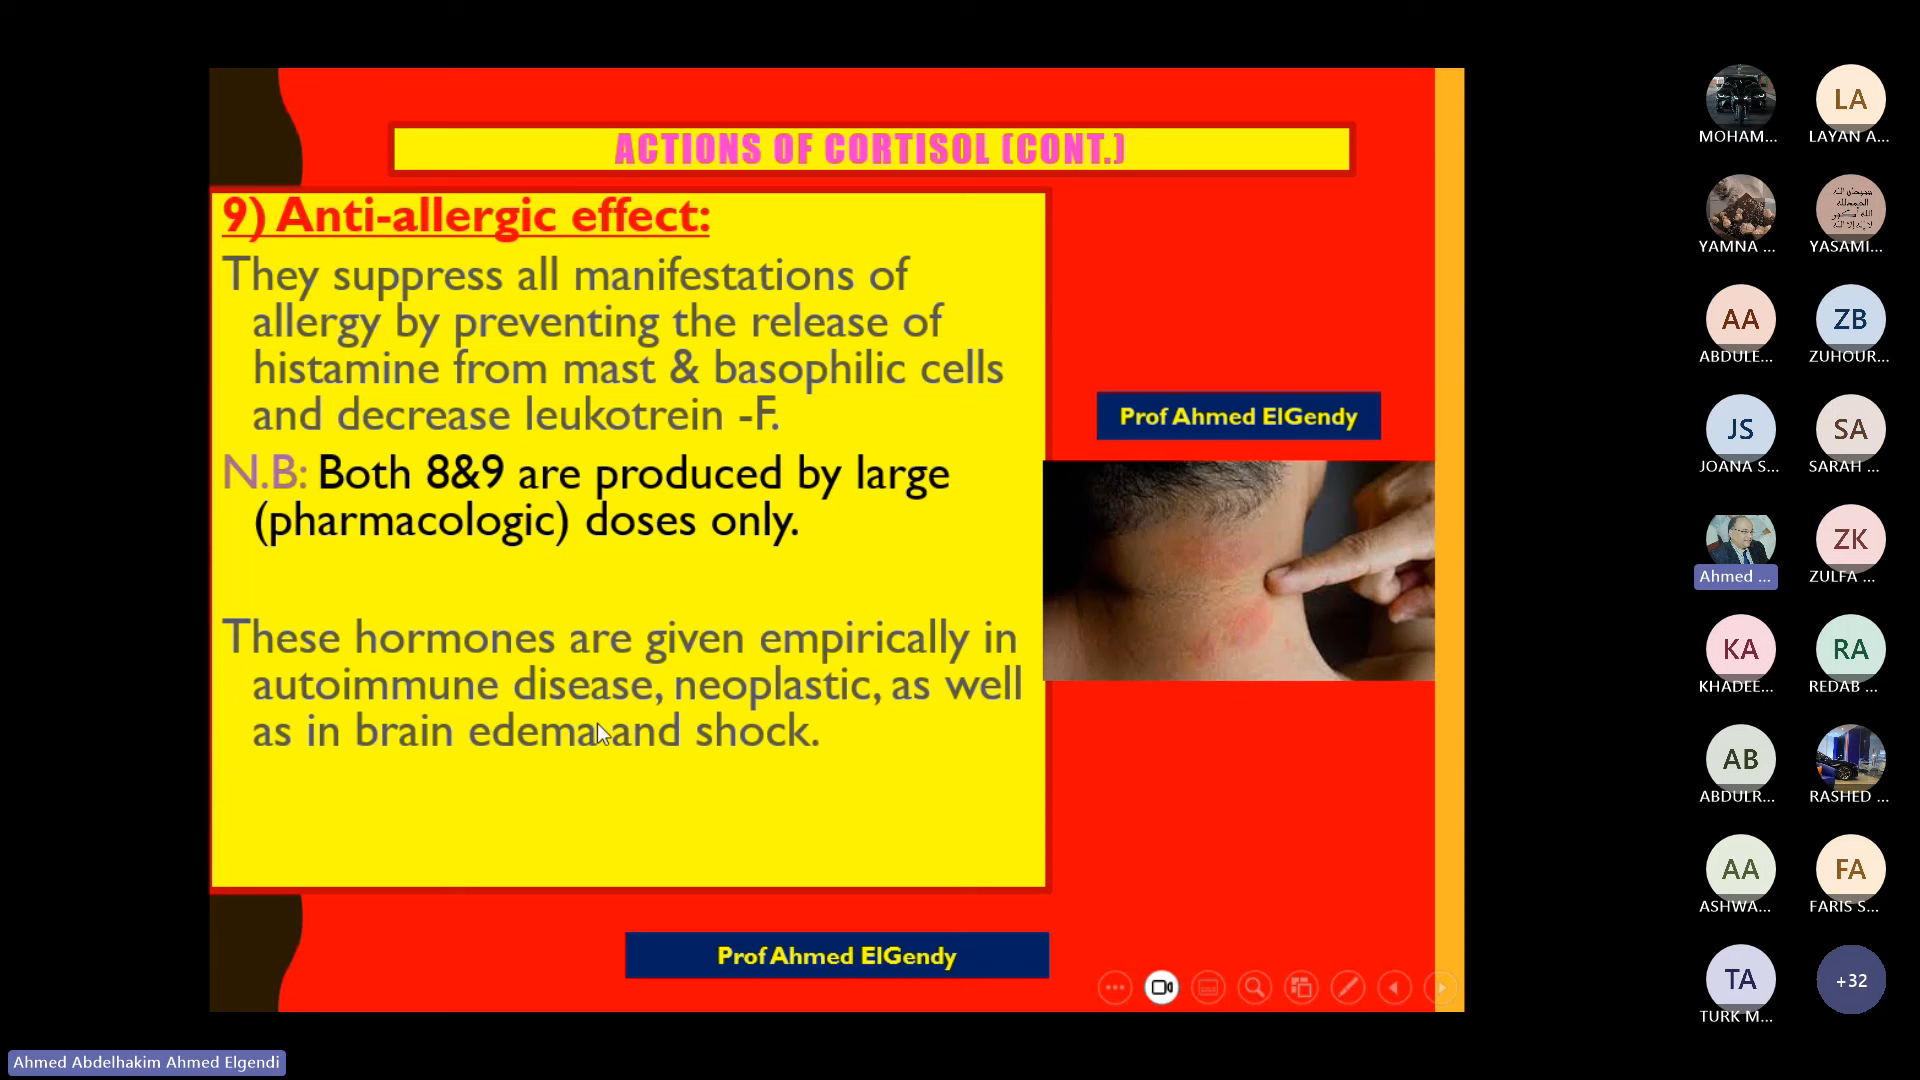 ACTIONS OF CORTISOL (CONT.)
9) Anti-allergic effect:
They suppress all manifestations of
allergy by preventing the release of
histamine from mast & basophilic cells
and decrease leukotrein -F.
N.B: Both 8&9 are produced by large
(pharmacologic) doses only.
These hormones are given empirically in
autoimmune disease, neoplastic, as well
as in brain edema and shock.
Prof Ahmed ElGendy
Prof Ahmed ElGendy
Ahmed Abdelhakim Ahmed Elgendi
LA
MOHAM...
LAYAN A...
YAMNA ...
YASAMI...
AA
ZB
ABDULE...
ZUHOUR...
JS
SA
JOANA S...
SARAH ...
ZK
Ahmed ...
ZULFA ...
KA
RA
KHADEE...
REDAB ...
AB
ABDULR...
RASHED ...
AA
FA
ASHWA...
FARIS S...
TA
+32
TURK M...